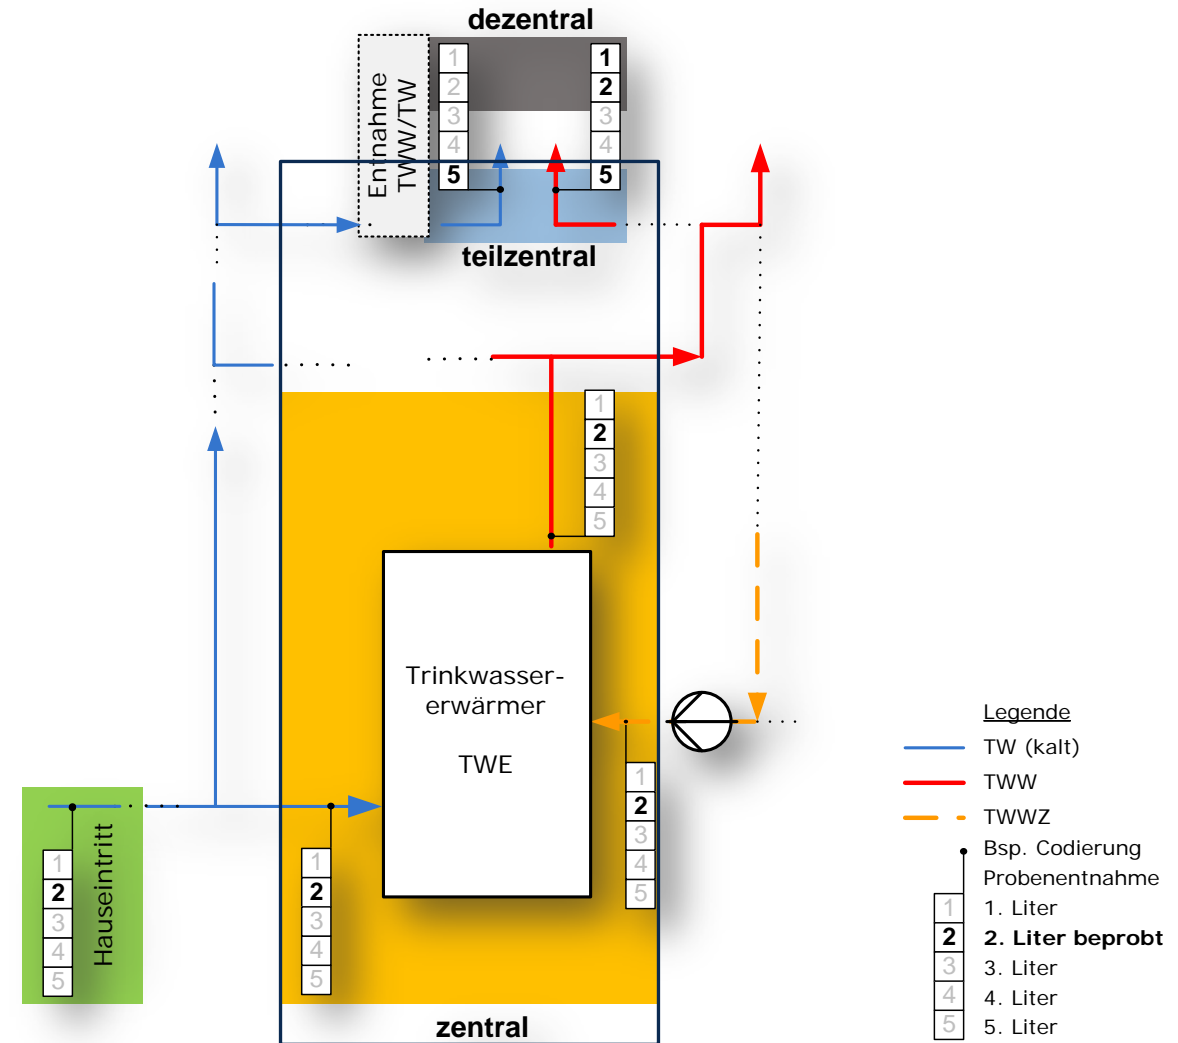 dezentral
Entnahme
TWW/TW
1
2
3
4
5
1
2
3
4
5
teilzentral
1
2
3
4
5
Trinkwasser-
erwärmer
TWE
1
2
3
4
5
Hauseintritt
1
2
3
4
5
1
2
3
4
5
zentral
Legende
TW (kalt)
TWW
TWWZ
Bsp. Codierung
Probenentnahme
1 1. Liter
2 2. Liter beprobt
3 3. Liter
4 4. Liter
5 5. Liter